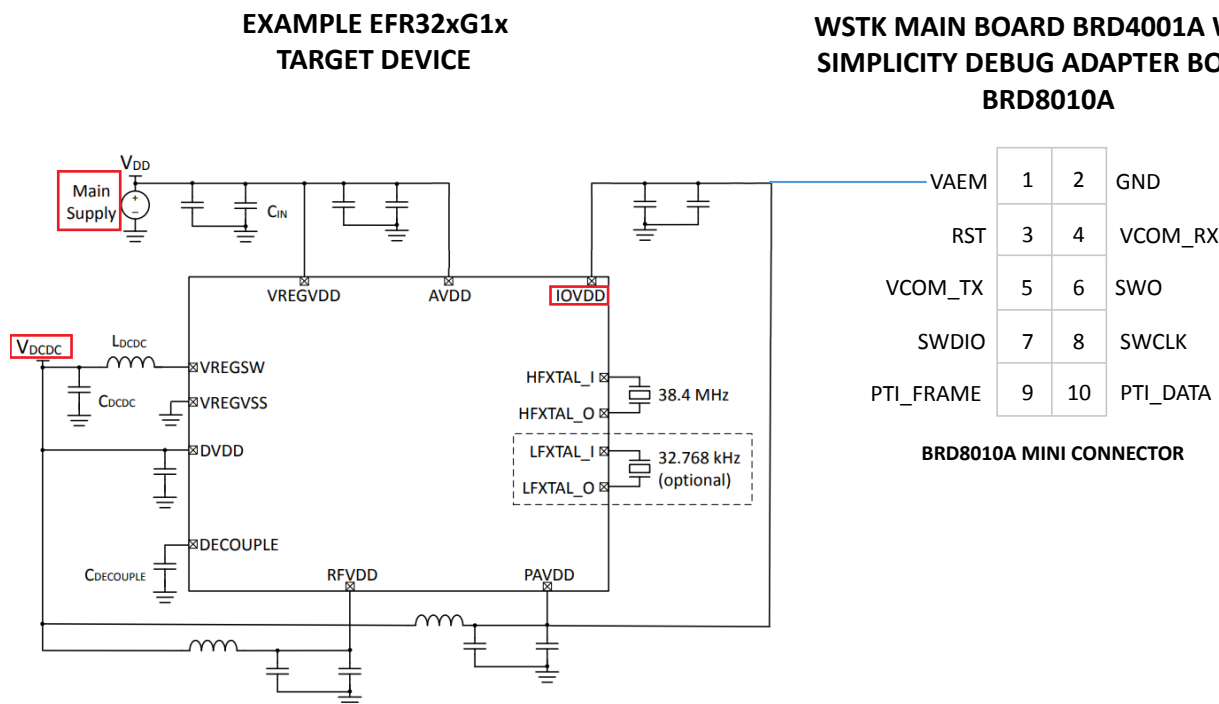 EXAMPLE EFR32xG1x
TARGET DEVICE
WSTK MAIN BOARD BRD4001A
SIMPLICITY DEBUG ADAPTER BO
BRD8010A
VDD
Main
Supply
+
−
CIN
VREGVDD
AVDD
IOVDD
VDCDC
LDCDC
VREGSW
CDCDC
VREGVSS
DVDD
HFXTAL_I
38.4 MHz
HFXTAL_O
LFXTAL_I
32.768 kHz
(optional)
LFXTAL_O
DECOUPLE
CDECOUPLE
RFVDD
PAVDD
VAEM 1 2 GND
RST 3 4 VCOM_RX
VCOM_TX 5 6 SWO
SWDIO 7 8 SWCLK
PTI_FRAME 9 10 PTI_DATA
BRD8010A MINI CONNECTOR